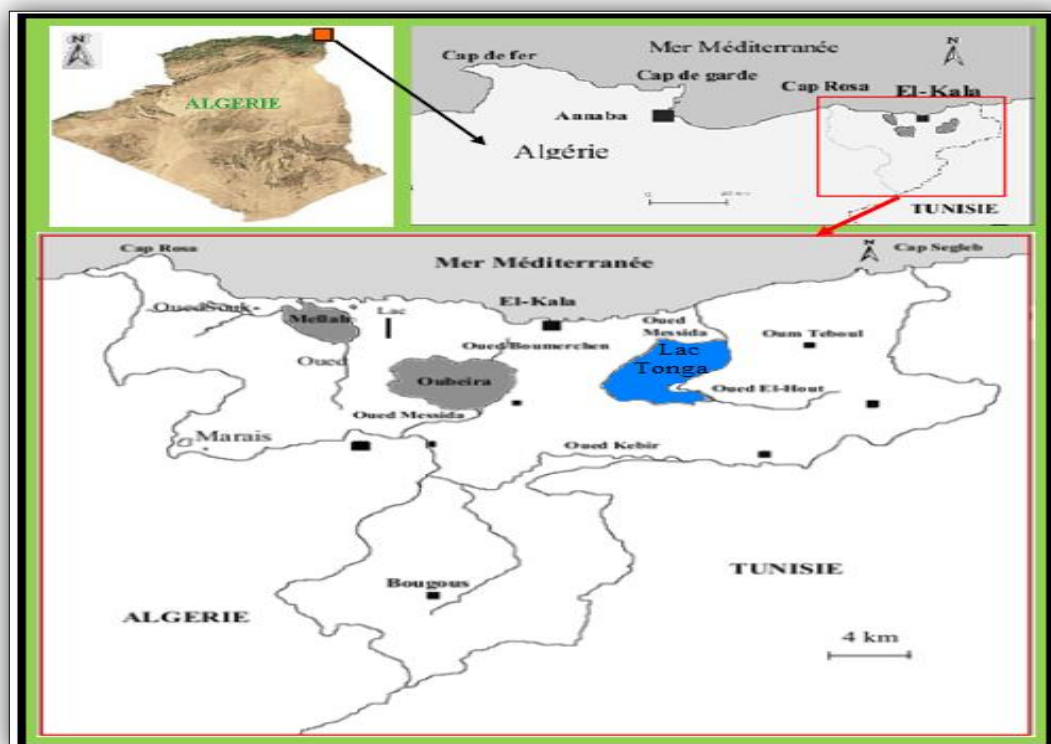 N
ALGERIE
Mer Méditerranée
N
Cap de fer
Cap de garde
Cap Rosa
El-Kala
Annaba
Algérie
TUNISIE
Cap Rosa
N
Cap Segleb
Mer Méditerranée
El-Kala
Oued Souk
Mellah
Lac
Oued
Messida
Oum Teboul
Oued
Oued Boumerchen
Lac
Tonga
Oubeira
Oued El-Hout
Oued Messida
Marais
Oued Kebir
Bougous
TUNISIE
ALGERIE
4 km